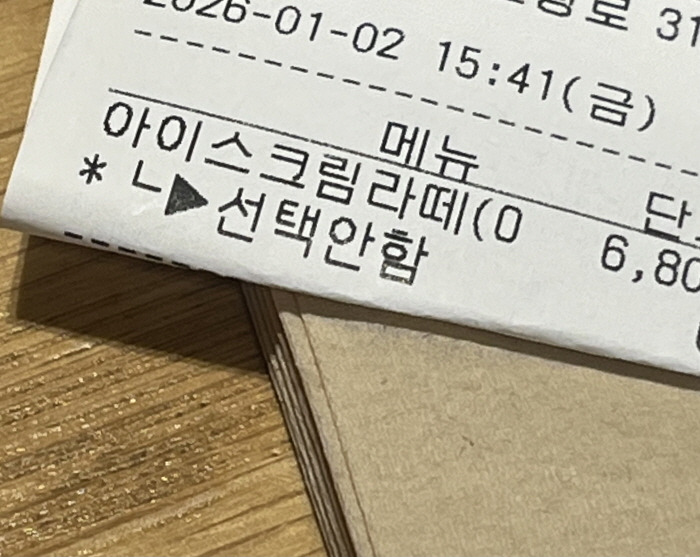 31
2026-01-02 15:41(금)
메뉴
아이스크림라떼(0 6,80
* ㄴ▶선택안함